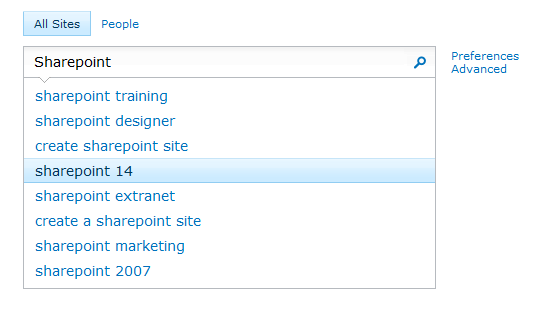 All Sites People
Sharepoint
Preferences
Advanced
sharepoint training
sharepoint designer
create sharepoint site
sharepoint 14
sharepoint extranet
create a sharepoint site
sharepoint marketing
sharepoint 2007